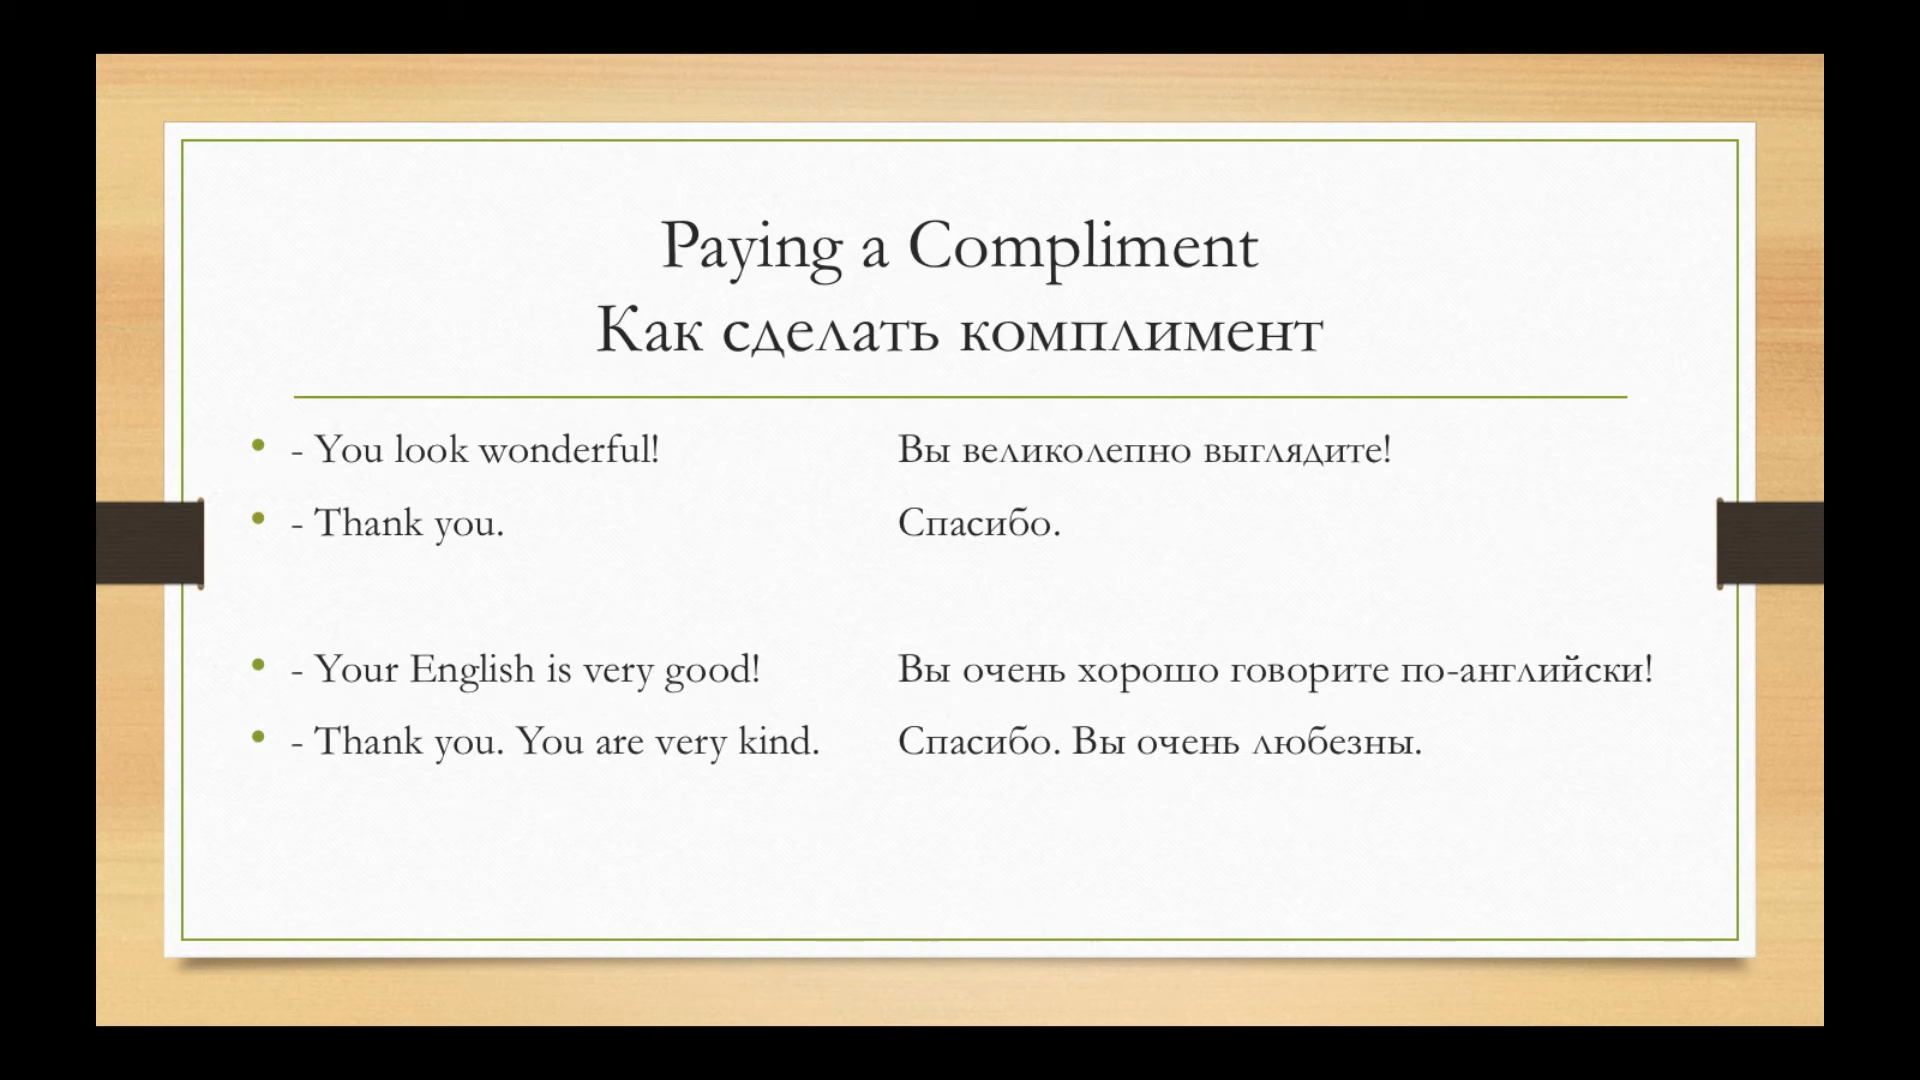 Paying a Compliment
Как сделать комплимент
- You look wonderful! Вы великолепно выглядите!
- Thank you. Спасибо.
- Your English is very good! Вы очень хорошо говорите по-английски!
- Thank you. You are very kind. Спасибо. Вы очень любезны.